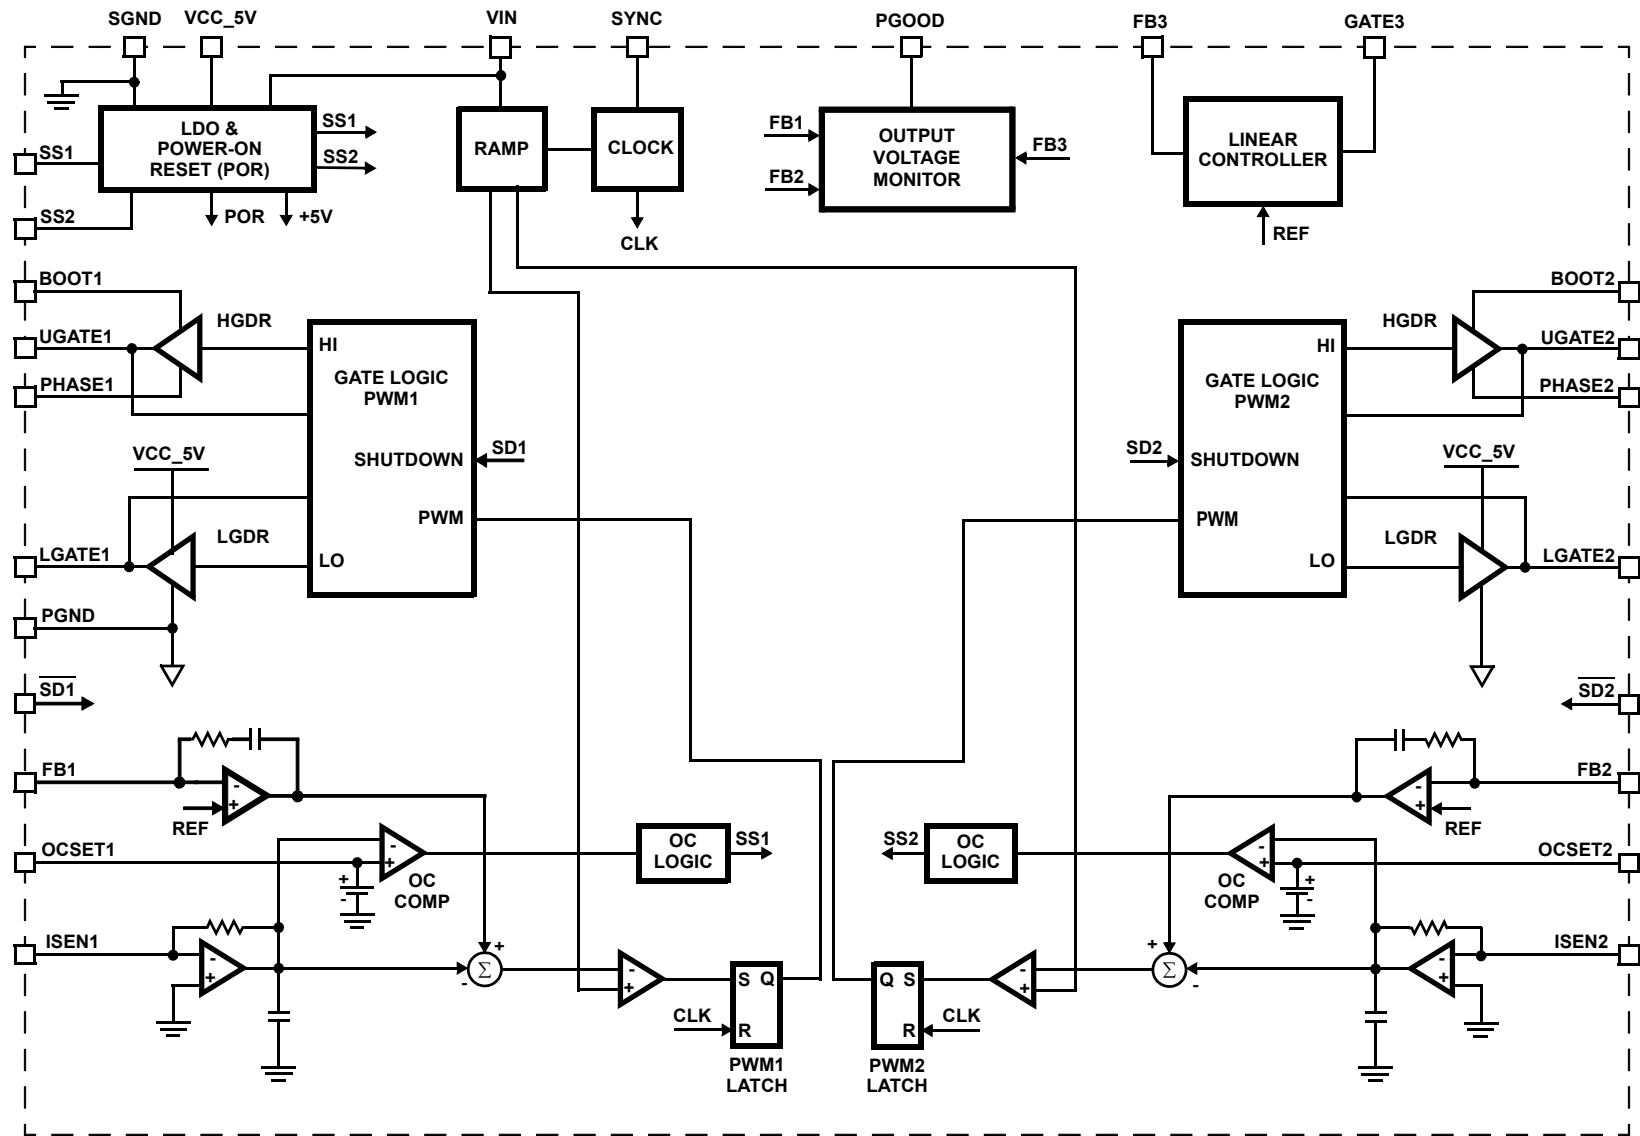 SGND
VCC_5V
VIN
SYNC
PGOOD
FB3
GATE3
LDO &
POWER-ON
RESET (POR)
SS1
SS2
SS1
SS2
POR
+5V
RAMP
CLOCK
CLK
FB1
FB2
OUTPUT
VOLTAGE
MONITOR
FB3
LINEAR
CONTROLLER
REF
BOOT1
HGDR
UGATE1
PHASE1
HI
GATE LOGIC
PWM1
SHUTDOWN
SD1
PWM
LO
VCC_5V
LGDR
LGATE1
PGND
SD1
BOOT2
HGDR
UGATE2
PHASE2
HI
GATE LOGIC
PWM2
SD2
SHUTDOWN
PWM
LO
VCC_5V
LGDR
LGATE2
SD2
FB1
-
+
REF
OCSET1
-
+
OC
COMP
+
-
OC
LOGIC
SS1
ISEN1
-
+
Σ
+
-
-
+
S Q
R
CLK
PWM1
LATCH
FB2
-
+
REF
OCSET2
-
+
OC
COMP
+
-
SS2
OC
LOGIC
ISEN2
-
+
Σ
+
-
-
+
Q S
R
CLK
PWM2
LATCH